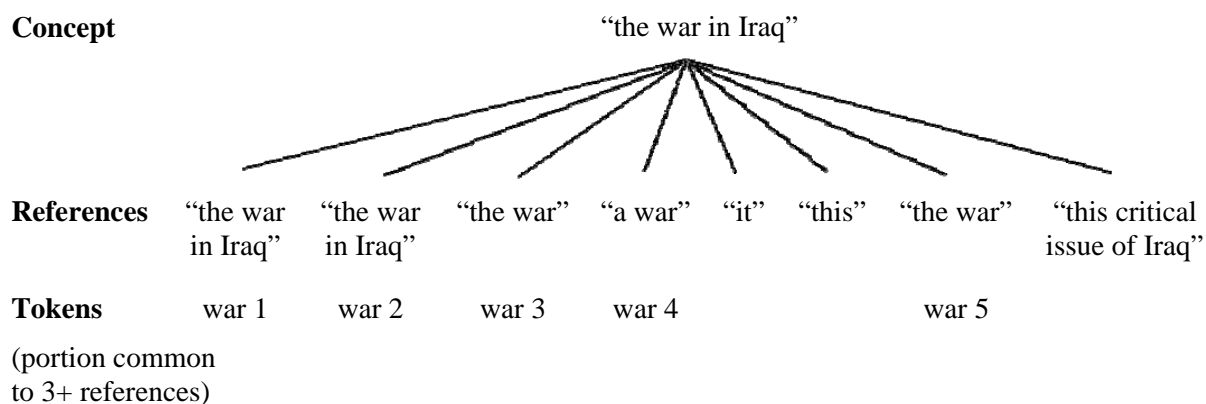 Concept “the war in Iraq”
References “the war “the war “the war” “a war” “it” “this” “the war” “this critical
in Iraq” in Iraq” issue of Iraq”
Tokens war 1 war 2 war 3 war 4 war 5
(portion common
to 3+ references)